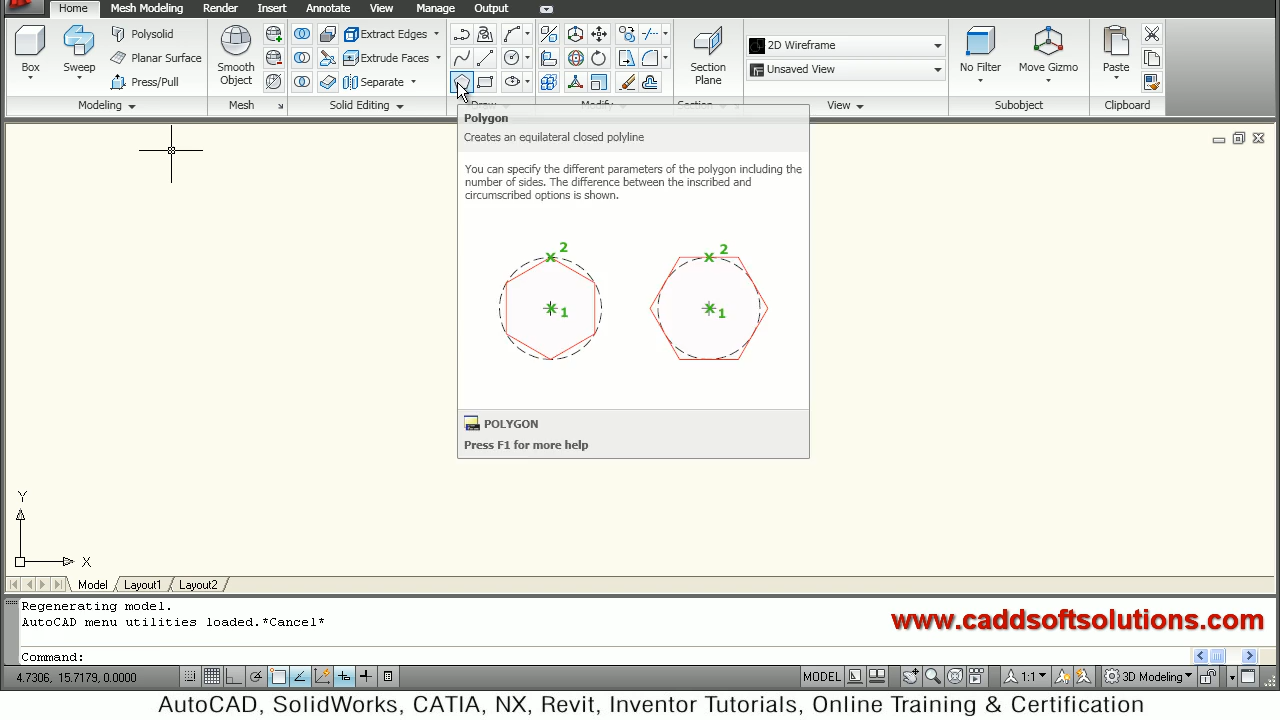 Home Mesh Modeling Render Insert Annotate View Manage Output
Polysolid
Planar Surface
Press/Pull
Box
Sweep
Modeling
Smooth
Object
Mesh
Extract Edges
Extrude Faces
Separate
Solid Editing
Draw
Modify
Section
Plane
Section
2D Wireframe
Unsaved View
View
No Filter
Move Gizmo
Subobject
Paste
Clipboard
Polygon
Creates an equilateral closed polyline
You can specify the different parameters of the polygon including the
number of sides. The difference between the inscribed and
circumscribed options is shown.
2
1
2
1
POLYGON
Press F1 for more help
Y
X
Model Layout1 Layout2
Regenerating model.
AutoCAD menu utilities loaded.*Cancel*
www.caddsoftsolutions.com
Command:
4.7306, 15.7179, 0.0000
MODEL
1:1
3D Modeling
AutoCAD, SolidWorks, CATIA, NX, Revit, Inventor Tutorials, Online Training & Certification